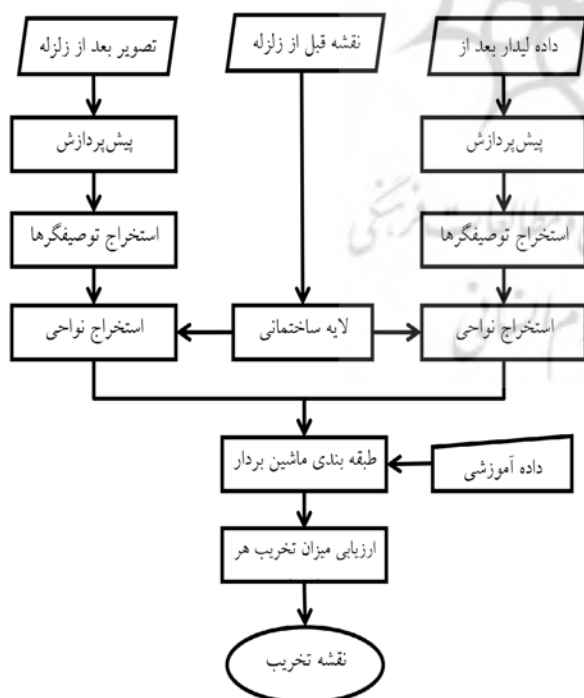 داده لیدار بعد از
نقشه قبل از زلزله
تصویر بعد از زلزله
پیش‌پردازش
پیش‌پردازش
استخراج توصیفگرها
استخراج توصیفگرها
استخراج نواحی
لایه ساختمانی
استخراج نواحی
طبقه بندی ماشین بردار
داده آموزشی
ارزیابی میزان تخریب هر
نقشه تخریب